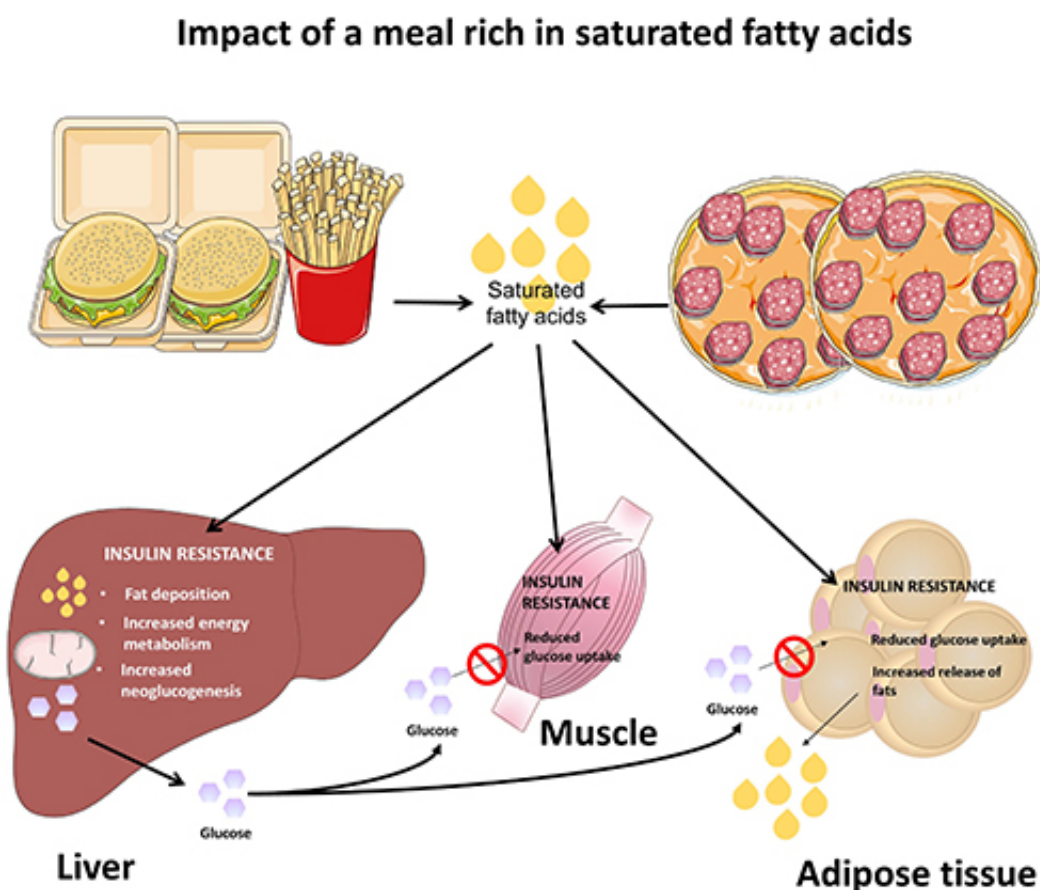 Impact of a meal rich in saturated fatty acids
Saturated
fatty acids
INSULIN RESISTANCE
• Fat deposition
• Increased energy
metabolism
• Increased
neoglucogenesis
Glucose
Liver
INSULIN
RESISTANCE
Reduced
glucose uptake
Glucose
Muscle
INSULIN RESISTANCE
Reduced glucose uptake
Increased release of
fats
Glucose
Adipose tissue